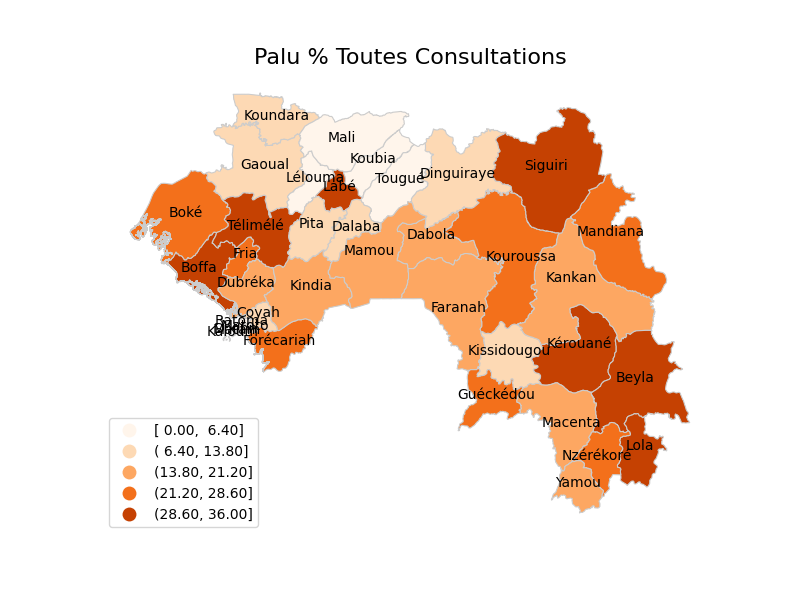 Palu % Toutes Consultations
Koundara
Mali
Koubia
Gaoual
Lélouma
Labé
Tougué
Dinguiraye
Siguiri
Boké
Télimélé
Pita
Dalaba
Mamou
Dabola
Mandiana
Fria
Kouroussa
Boffa
Kankan
Dubréka
Kindia
Faranah
Coyah
Ratoma
Forécariah
Kissidougou
Kérouané
Beyla
Guéckédou
Macenta
Lola
Nzérékoré
Yamou
[ 0.00, 6.40]
( 6.40, 13.80]
(13.80, 21.20]
(21.20, 28.60]
(28.60, 36.00]